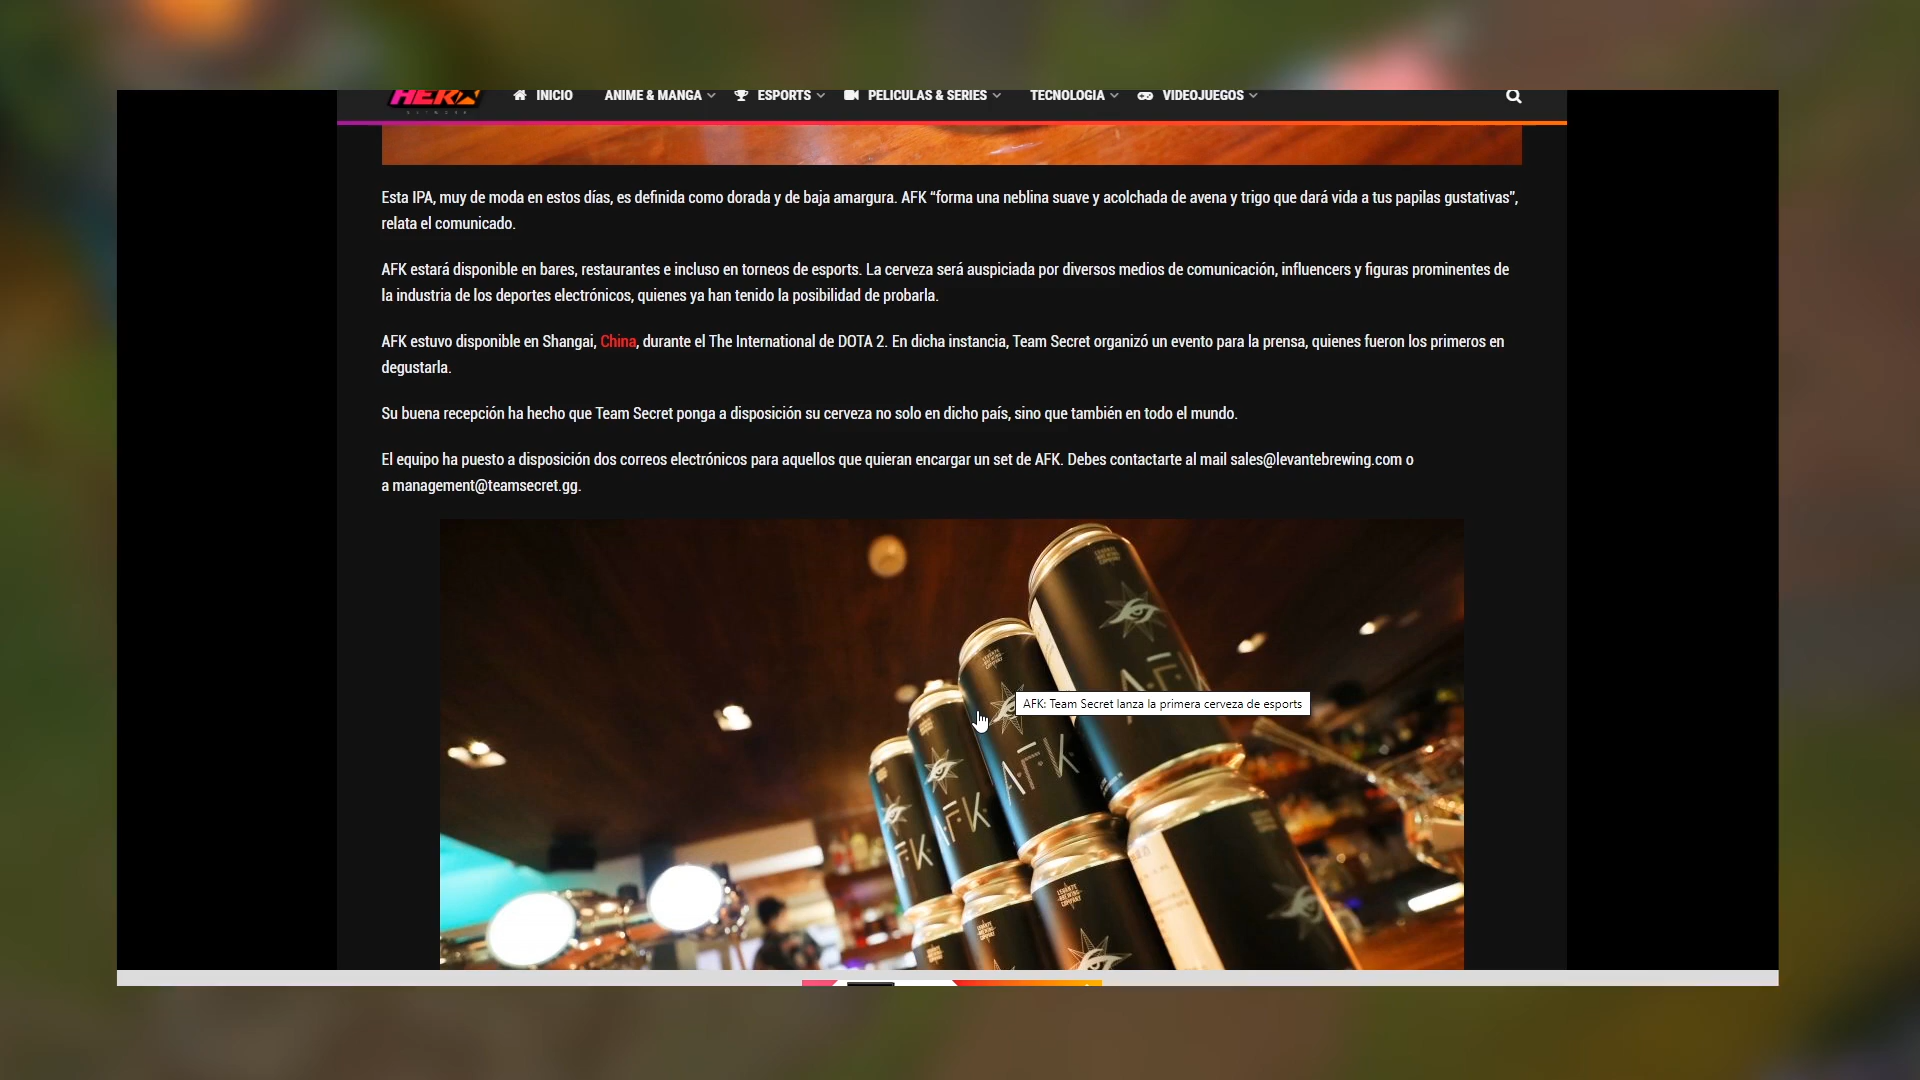 HERX
NETWORK
INICIO ANIME & MANGA ESPORTS PELICULAS & SERIES TECNOLOGIA VIDEOJUEGOS
Esta IPA, muy de moda en estos días, es definida como dorada y de baja amargura. AFK “forma una neblina suave y acolchada de avena y trigo que dará vida a tus papilas gustativas”,
relata el comunicado.
AFK estará disponible en bares, restaurantes e incluso en torneos de esports. La cerveza será auspiciada por diversos medios de comunicación, influencers y figuras prominentes de
la industria de los deportes electrónicos, quienes ya han tenido la posibilidad de probarla.
AFK estuvo disponible en Shangai, China, durante el The International de DOTA 2. En dicha instancia, Team Secret organizó un evento para la prensa, quienes fueron los primeros en
degustarla.
Su buena recepción ha hecho que Team Secret ponga a disposición su cerveza no solo en dicho país, sino que también en todo el mundo.
El equipo ha puesto a disposición dos correos electrónicos para aquellos que quieran encargar un set de AFK. Debes contactarte al mail sales@levantebrewing.com o
a management@teamsecret.gg.
LEVANTE
BREWING
COMPANY
AFK
AFK: Team Secret lanza la primera cerveza de esports
A.F.K
A.F.K
AFK
LEVANTE
BREWING
COMPANY